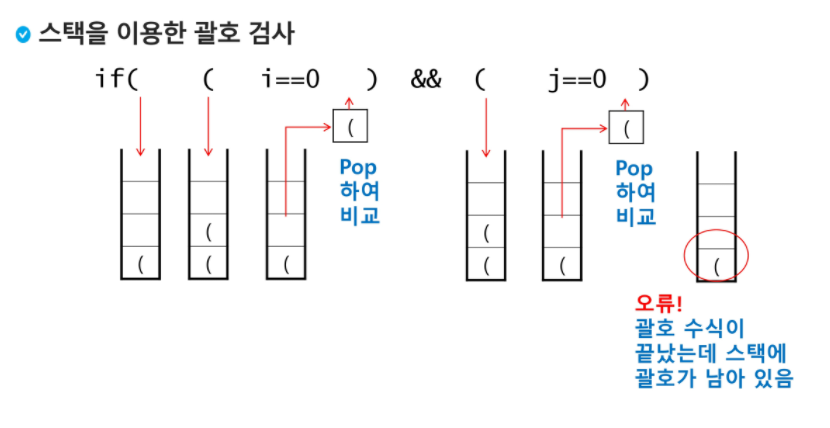 스택을 이용한 괄호 검사
if( ( i==0 ) && ( j==0 )
( (
Pop
하여
비교
Pop
하여
비교
( (
( ( ( ( ( (
오류!
괄호 수식이
끝났는데 스택에
괄호가 남아 있음